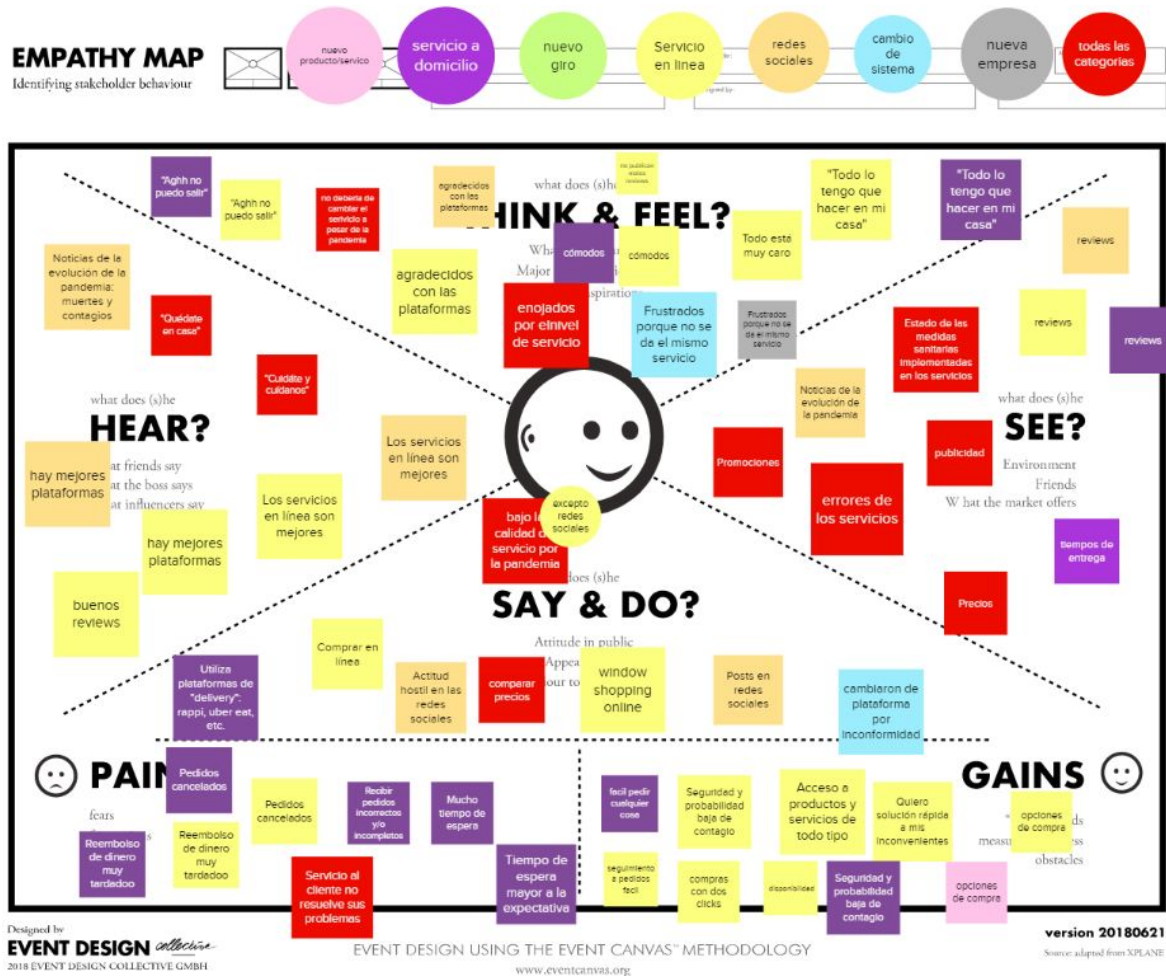 EMPATHY MAP
Identifying stakeholder behaviour
nuevo
producto/servico
servicio a
domicilio
nuevo
giro
Servicio
en linea
redes
sociales
cambio
de
sistema
nueva
empresa
todas las
categorias
"Aghh no
puedo salir"
"Aghh no
puedo salir"
no deberia de
cambiar el
servicio a
pesar de la
pandemia
Noticias de la
evolución de la
pandemia:
muertes y
contagios
"Quédate
en casa"
"Cuidáte y
cuidanos"
what does (s)he
HEAR?
at friends say
at the boss says
at influencers say
hay mejores
plataformas
Los servicios
en línea son
mejores
Los servicios
en línea son
mejores
hay mejores
plataformas
buenos
reviews
agradecidos
con las
plataformas
what does (s)h
HINK & FEEL?
Major
spirations
agradecidos
con las
plataformas
cómodos
cómodos
Todo está
muy caro
"Todo lo
tengo que
hacer en mi
casa"
"Todo lo
tengo que
hacer en mi
casa"
enojados
por elnivel
de servicio
Frustrados
porque no se
da el mismo
servicio
Frustrados
porque no se
da el mismo
servicio
reviews
reviews
reviews
Estado de las
medidas
sanitarias
implementadas
en los servicios
Noticias de la
evolución de
la pandemia
what does (s)he
SEE?
Environment
Friends
W hat the market offers
Promociones
publicidad
errores de
los servicios
tiempos de
entrega
Precios
excepto
redes
sociales
bajo la
calidad d
servicio por
la pandemia
does (s)he
SAY & DO?
Attitude in public
Appea
our to
Utiliza
plataformas de
"delivery":
rappi, uber eat,
etc.
Comprar en
línea
Actitud
hostil en las
redes
sociales
comparar
precios
window
shopping
online
Posts en
redes
sociales
cambiaron de
plataforma
por
inconformidad
PAIN
fears
Pedidos
cancelados
Pedidos
cancelados
Recibir
pedidos
incorrectos
y/o
incompletos
Mucho
tiempo de
espera
Reembolso
de dinero
muy
tardadoo
Reembolso
de dinero
muy
tardadoo
Servicio al
cliente no
resuelve sus
problemas
Tiempo de
espera
mayor a la
expectativa
GAINS
obstacles
facil pedir
cualquier
cosa
Seguridad y
probabilidad
baja de
contagio
Acceso a
productos y
servicios de
todo tipo
Quiero
solución rápida
a mis
inconvenientes
opciones
de compra
seguimiento
a pedidos
facil
compras
con dos
clicks
disponibilidad
Seguridad y
probabilidad
baja de
contagio
opciones
de compra
Designed by
EVENT DESIGN collective
2018 EVENT DESIGN COLLECTIVE GMBH
EVENT DESIGN USING THE EVENT CANVAS™ METHODOLOGY
www.eventcanvas.org
version 20180621
Source: adapted from XPLANE